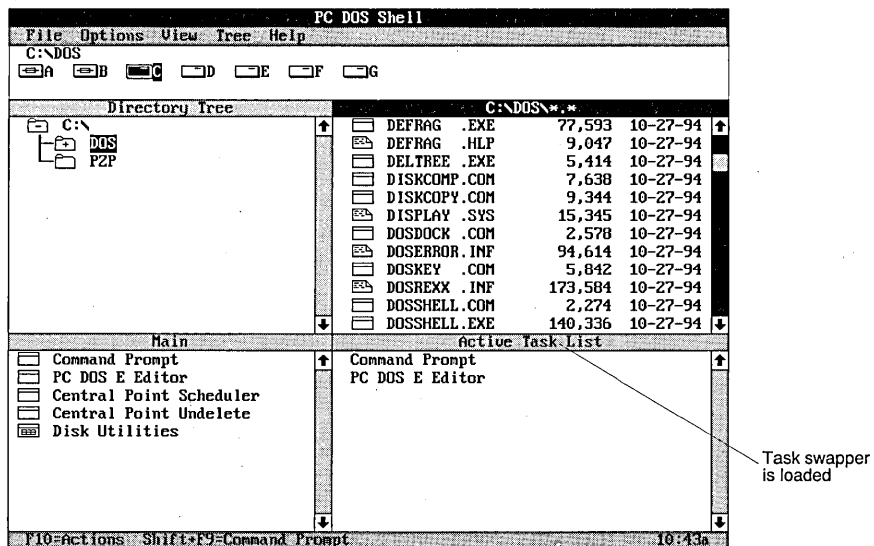 PC DOS Shell
File Options View Tree Help
C:\DOS
A B C D E F G
Directory Tree
C:\
DOS
PZP
C:\DOS\*.*
DEFRAG .EXE 77,593 10-27-94
DEFRAG .HLP 9,047 10-27-94
DELTREE .EXE 5,414 10-27-94
DISKCOMP.COM 7,638 10-27-94
DISKCOPY.COM 9,344 10-27-94
DISPLAY .SYS 15,345 10-27-94
DOSDOCK .COM 2,578 10-27-94
DOSERROR.INF 94,614 10-27-94
DOSKEY .COM 5,842 10-27-94
DOSREXX .INF 173,584 10-27-94
DOSSHELL.COM 2,274 10-27-94
DOSSHELL.EXE 140,336 10-27-94
Main
Command Prompt
PC DOS E Editor
Central Point Scheduler
Central Point Undelete
Disk Utilities
Active Task List
Command Prompt
PC DOS E Editor
Task swapper
is loaded
F10=Actions Shift+F9=Command Prompt 10:43a